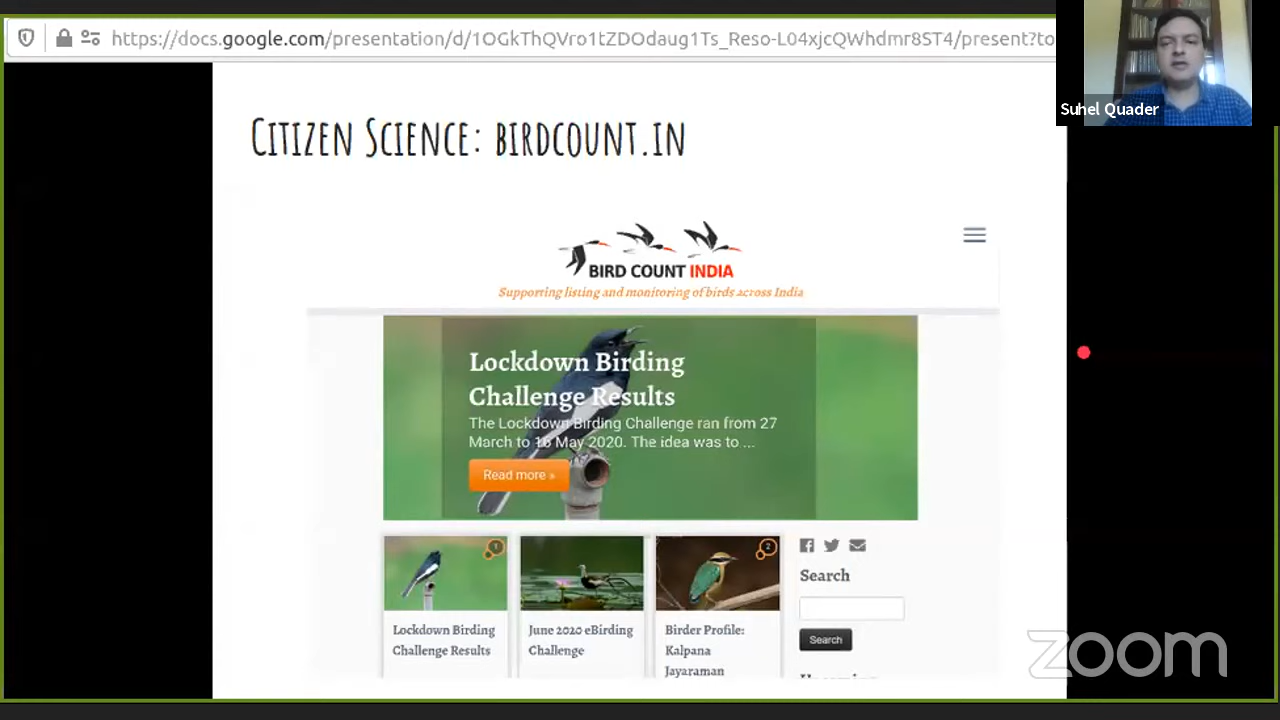 https://docs.google.com/presentation/d/1OGkThQVro1tZDOdaug1Ts_Reso-L04xjcQWhdmr8ST4/present?to
Suhel Quader
CITIZEN SCIENCE: BIRDCOUNT.IN
BIRD COUNT INDIA
Supporting listing and monitoring of birds across India
Lockdown Birding
Challenge Results
The Lockdown Birding Challenge ran from 27
March to 16 May 2020. The idea was to ...
Read more »
1
2
Lockdown Birding
Challenge Results
June 2020 eBirding
Challenge
Birder Profile:
Kalpana
Jayaraman
Search
Search
zoom